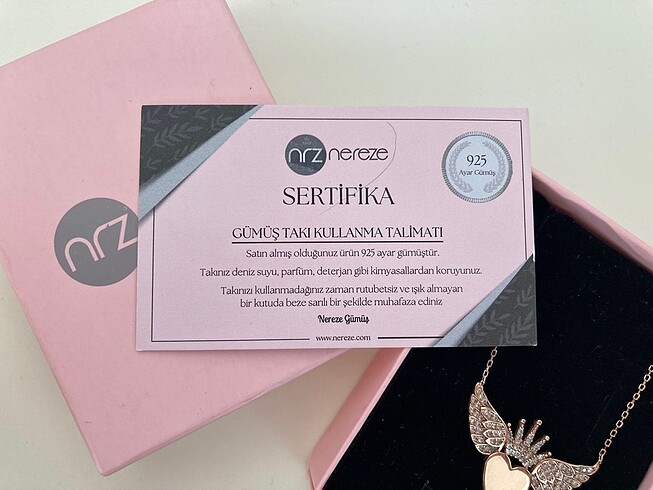 nrz nereze
925
Ayar Gümüş
SERTİFİKA
GÜMÜŞ TAKI KULLANMA TALİMATI
Satın almış olduğunuz ürün 925 ayar gümüştür.
Takınız deniz suyu, parfüm, deterjan gibi kimyasallardan koruyunuz.
Takınızı kullanmadığınız zaman rutubetsiz ve ışık almayan
bir kutuda beze sarılı bir şekilde muhafaza ediniz
Nereze Gümüş
www.nereze.com
nrz